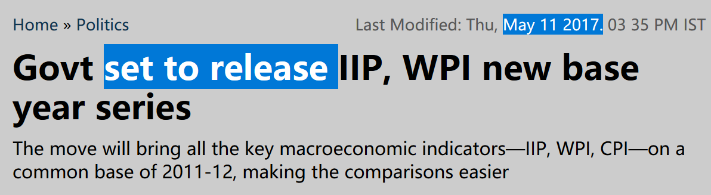 Home » Politics
Last Modified: Thu, May 11 2017. 03 35 PM IST
Govt set to release IIP, WPI new base
year series
The move will bring all the key macroeconomic indicators—IIP, WPI, CPI—on a
common base of 2011-12, making the comparisons easier